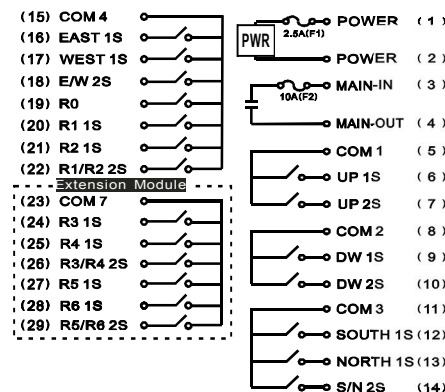 (15) COM 4
(16) EAST 1S
(17) WEST 1S
(18) E/W 2S
(19) R0
(20) R1 1S
(21) R2 1S
(22) R1/R2 2S
Extension Module
(23) COM 7
(24) R3 1S
(25) R4 1S
(26) R3/R4 2S
(27) R5 1S
(28) R6 1S
(29) R5/R6 2S
PWR
2.5A(F1)
POWER (1)
POWER (2)
10A(F2)
MAIN-IN (3)
MAIN-OUT (4)
COM 1 (5)
UP 1S (6)
UP 2S (7)
COM 2 (8)
DW 1S (9)
DW 2S (10)
COM 3 (11)
SOUTH 1S (12)
NORTH 1S (13)
S/N 2S (14)